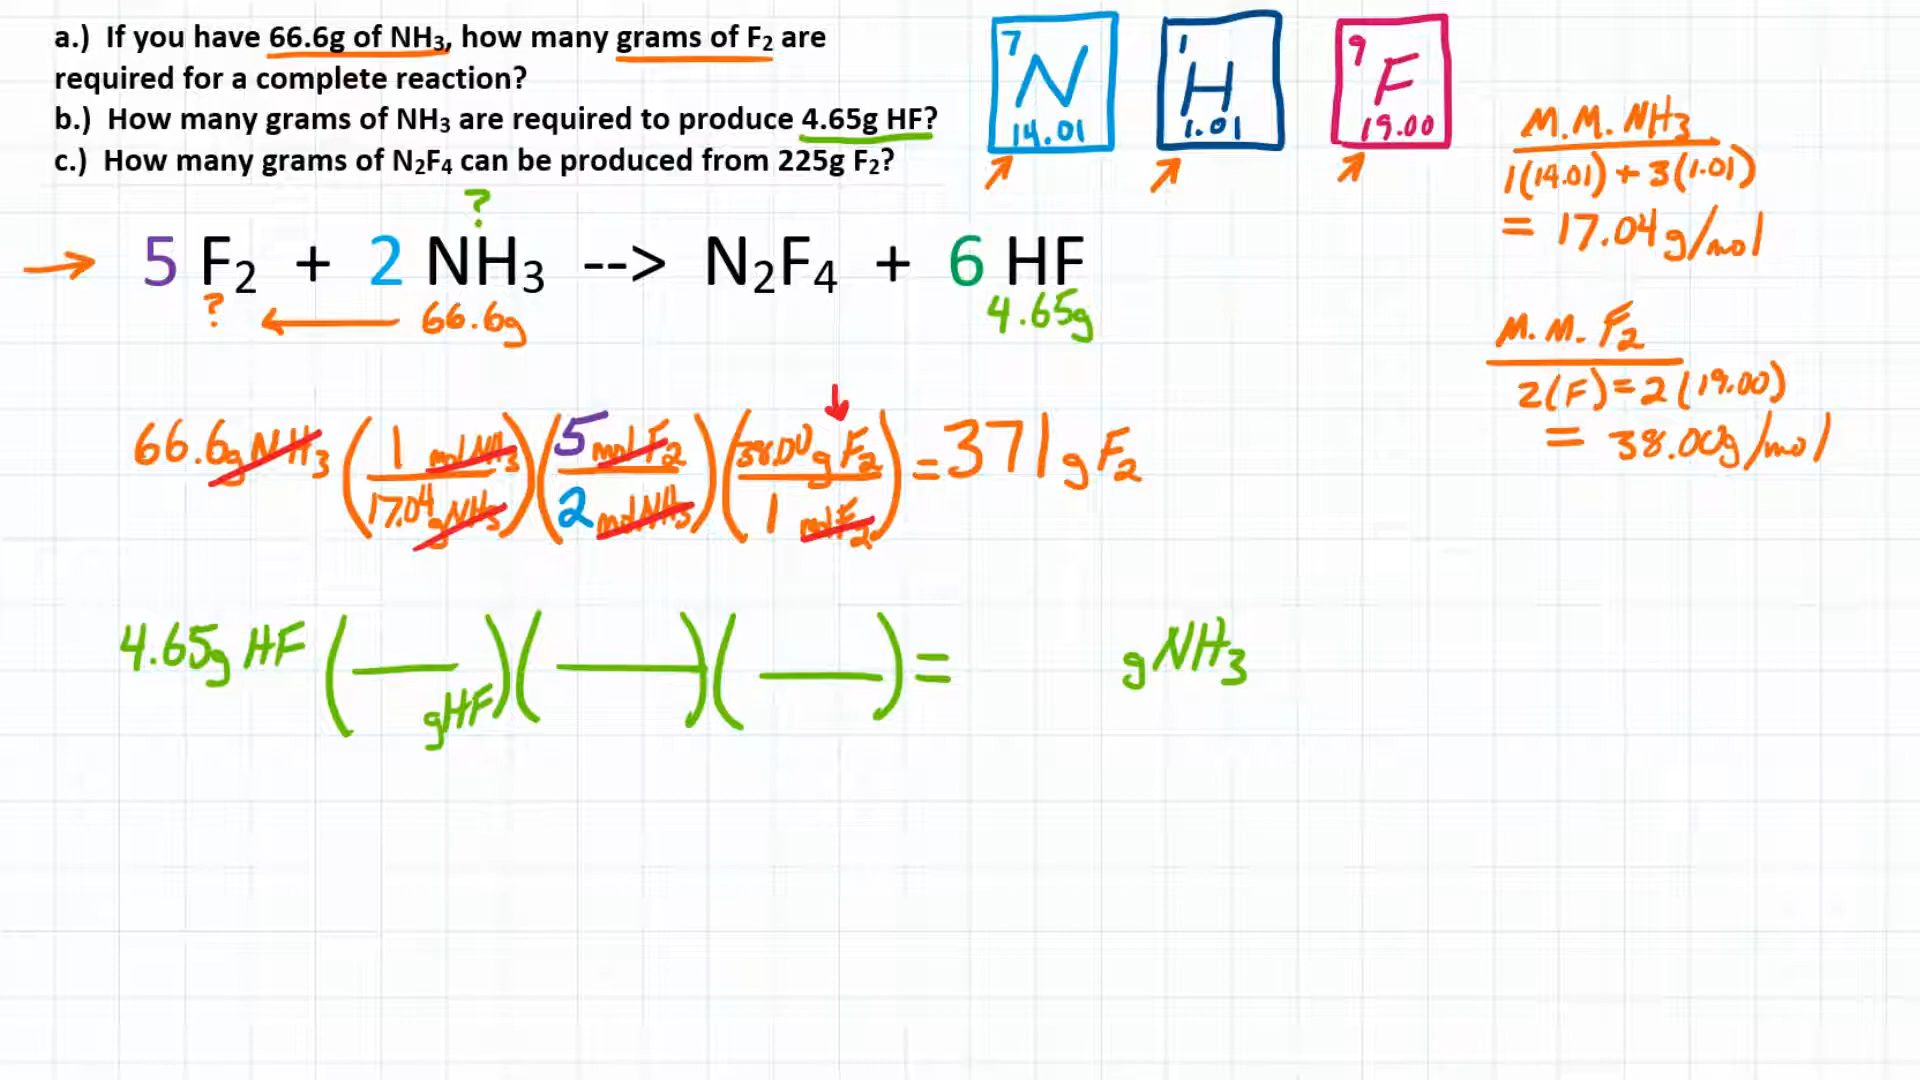 a.) If you have 66.6g of NH₃, how many grams of F₂ are
required for a complete reaction?
b.) How many grams of NH₃ are required to produce 4.65g HF?
c.) How many grams of N₂F₄ can be produced from 225g F₂?
7
N
14.01
1
H
1.01
9
F
19.00
M.M. NH₃
1(14.01) + 3(1.01)
= 17.04g/mol
?
5 F₂ + 2 NH₃ --> N₂F₄ + 6 HF
? 66.6g 4.65g
M.M. F₂
2(F)=2(19.00)
= 38.00g/mol
66.6gNH₃ (1 mol NH₃ / 17.04 gNH₃)(5 mol F₂ / 2 mol NH₃)(38.00 g F₂ / 1 mol F₂) = 371 g F₂
4.65g HF ( / gHF)( / )( / ) = gNH₃